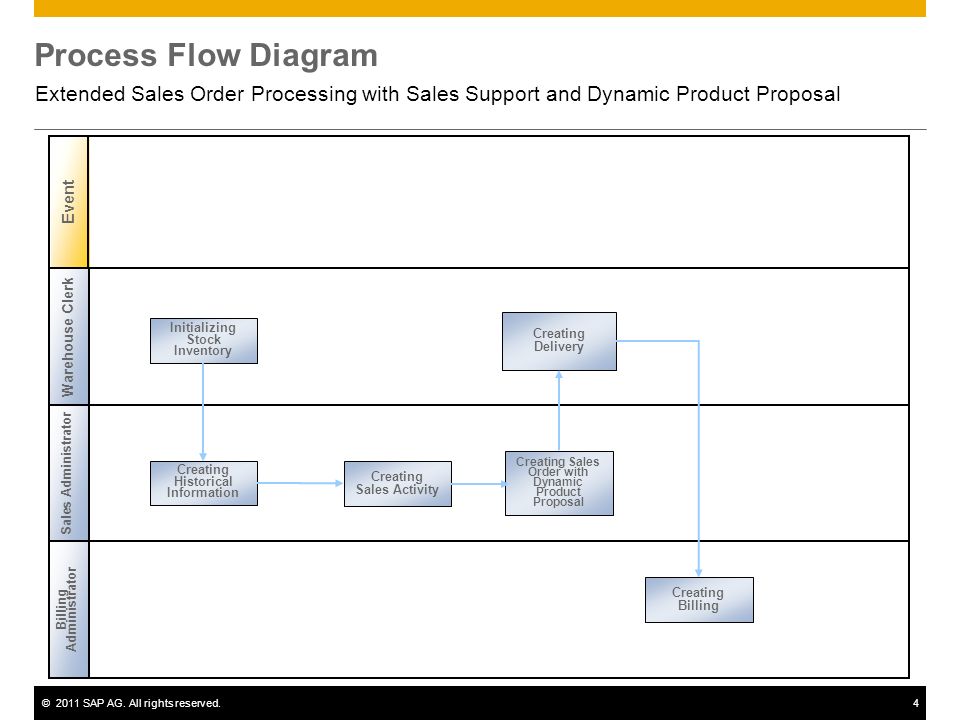 Process Flow Diagram
Extended Sales Order Processing with Sales Support and Dynamic Product Proposal
Event
Warehouse Clerk
Initializing
Stock
Inventory
Creating
Delivery
Sales Administrator
Creating
Historical
Information
Creating
Sales Activity
Creating Sales
Order with
Dynamic
Product
Proposal
Billing
Administrator
Creating
Billing
© 2011 SAP AG. All rights reserved.
4